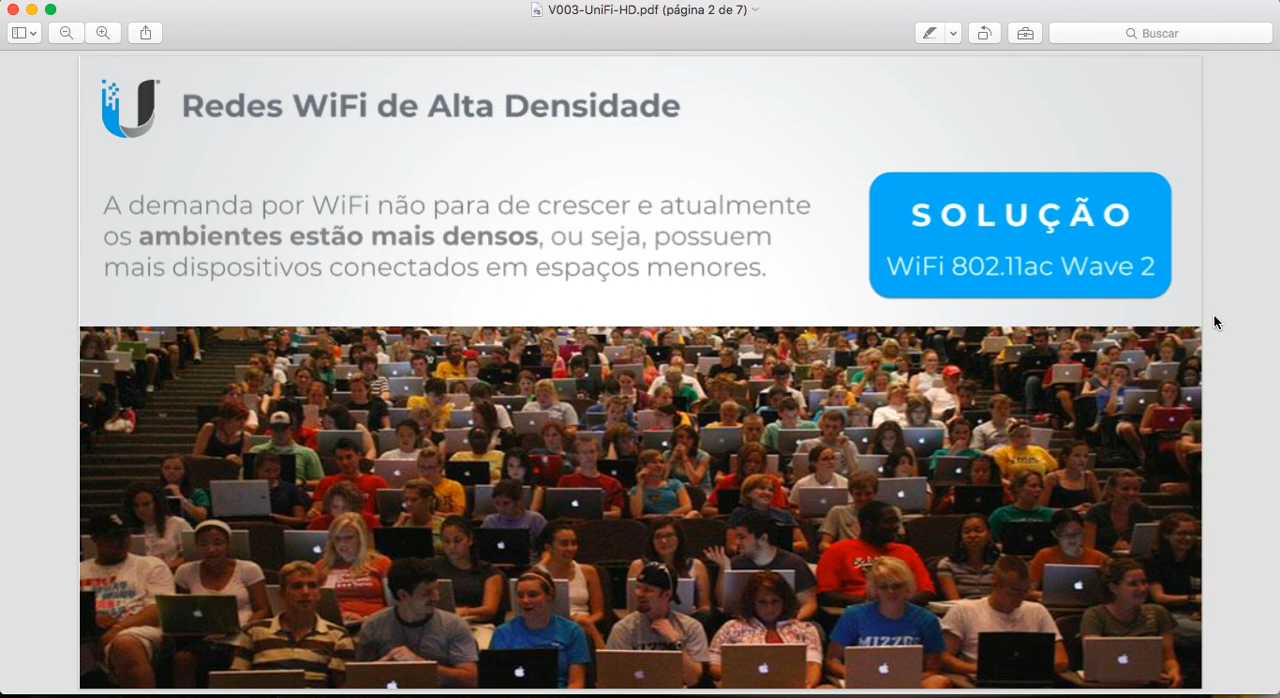 V003-UniFi-HD.pdf (página 2 de 7)
Buscar
Redes WiFi de Alta Densidade
A demanda por WiFi não para de crescer e atualmente
os ambientes estão mais densos, ou seja, possuem
mais dispositivos conectados em espaços menores.
SOLUÇÃO
WiFi 802.11ac Wave 2
MIZZO